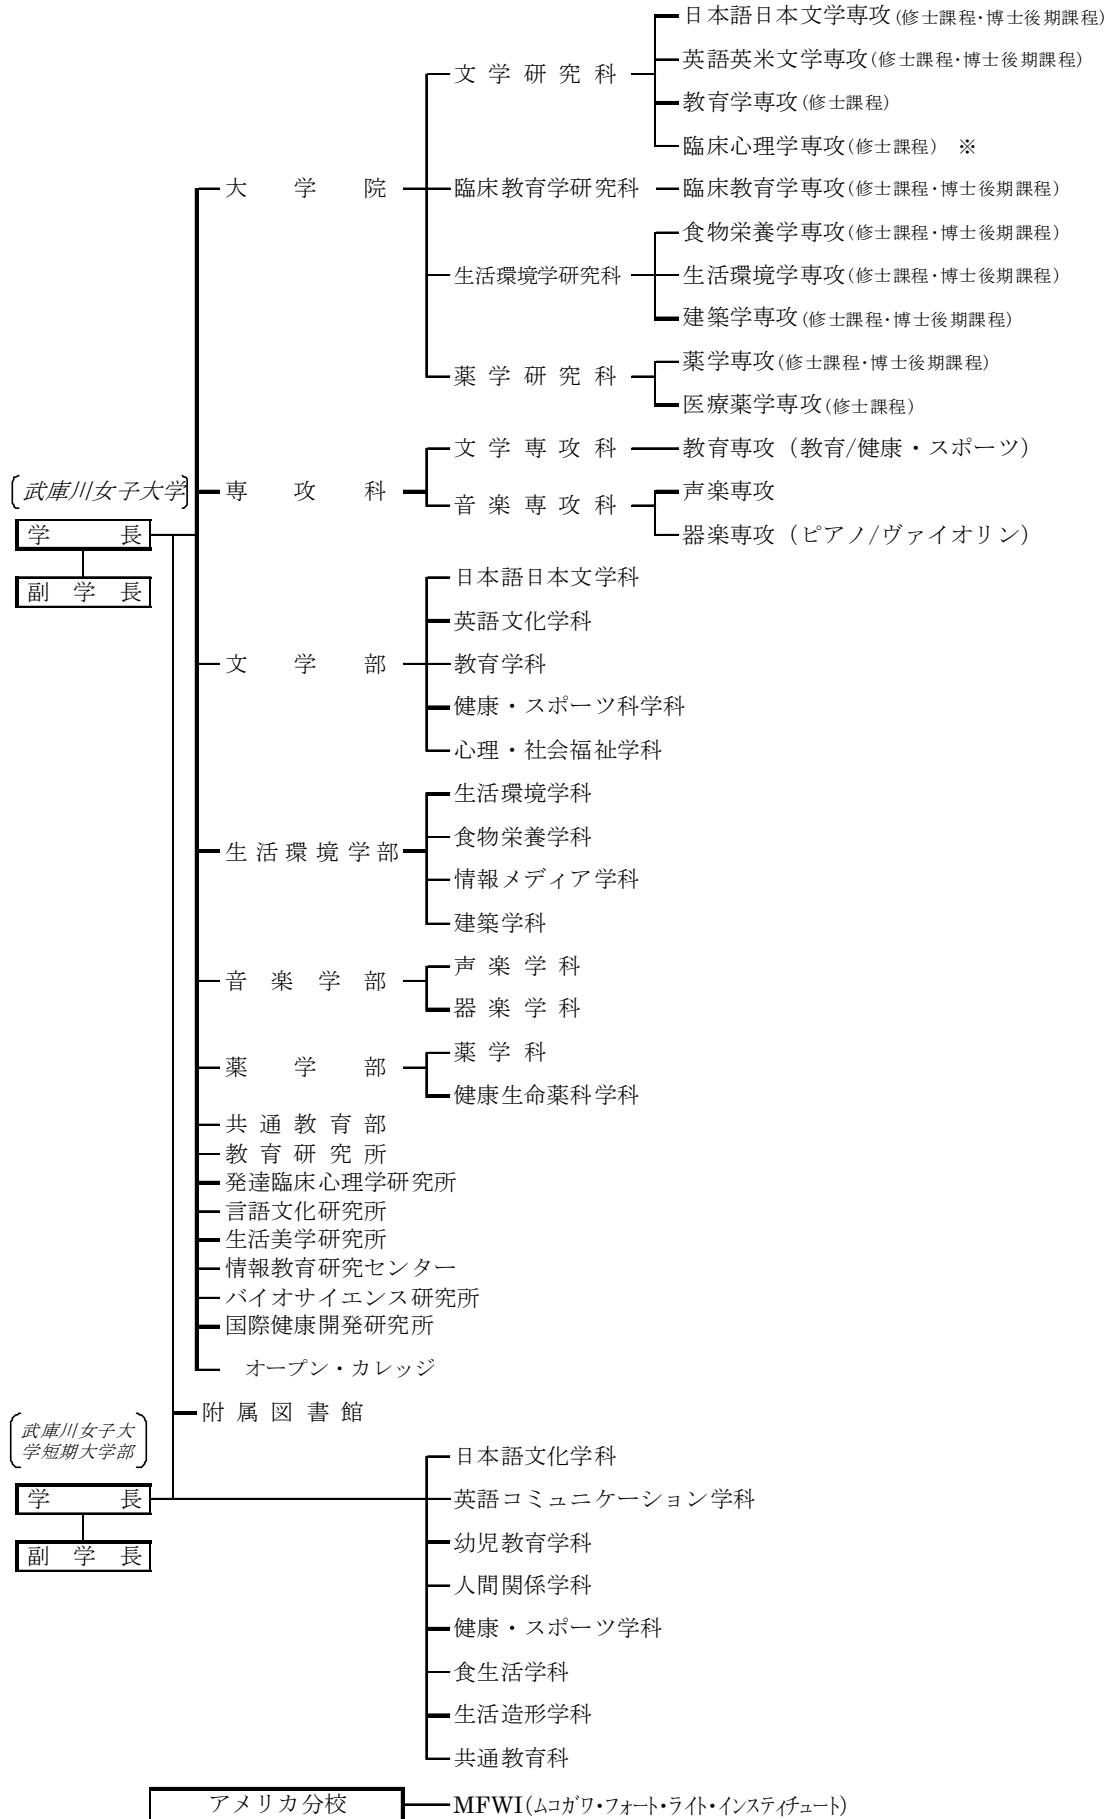 日本語日本文学専攻(修士課程・博士後期課程)
英語英米文学専攻(修士課程・博士後期課程)
文学研究科
教育学専攻(修士課程)
臨床心理学専攻(修士課程) ※
大学院
臨床教育学研究科 臨床教育学専攻(修士課程・博士後期課程)
食物栄養学専攻(修士課程・博士後期課程)
生活環境学研究科 生活環境学専攻(修士課程・博士後期課程)
建築学専攻(修士課程・博士後期課程)
薬学専攻(修士課程・博士後期課程)
薬学研究科
医療薬学専攻(修士課程)
文学専攻科 教育専攻（教育/健康・スポーツ）
武庫川女子大学
専攻科
声楽専攻
音楽専攻科
器楽専攻（ピアノ/ヴァイオリン）
学長
副学長
日本語日本文学科
英語文化学科
文学部 教育学科
健康・スポーツ科学科
心理・社会福祉学科
生活環境学科
食物栄養学科
生活環境学部
情報メディア学科
建築学科
声楽学科
音楽学部
器楽学科
薬学科
薬学部
健康生命薬科学科
共通教育部
教育研究所
発達臨床心理学研究所
言語文化研究所
生活美学研究所
情報教育研究センター
バイオサイエンス研究所
国際健康開発研究所
オープン・カレッジ
附属図書館
武庫川女子大
学短期大学部
日本語文化学科
学長 英語コミュニケーション学科
副学長 幼児教育学科
人間関係学科
健康・スポーツ学科
食生活学科
生活造形学科
共通教育科
アメリカ分校 MFWI(ムコガワ・フォート・ライト・インスティチュート)